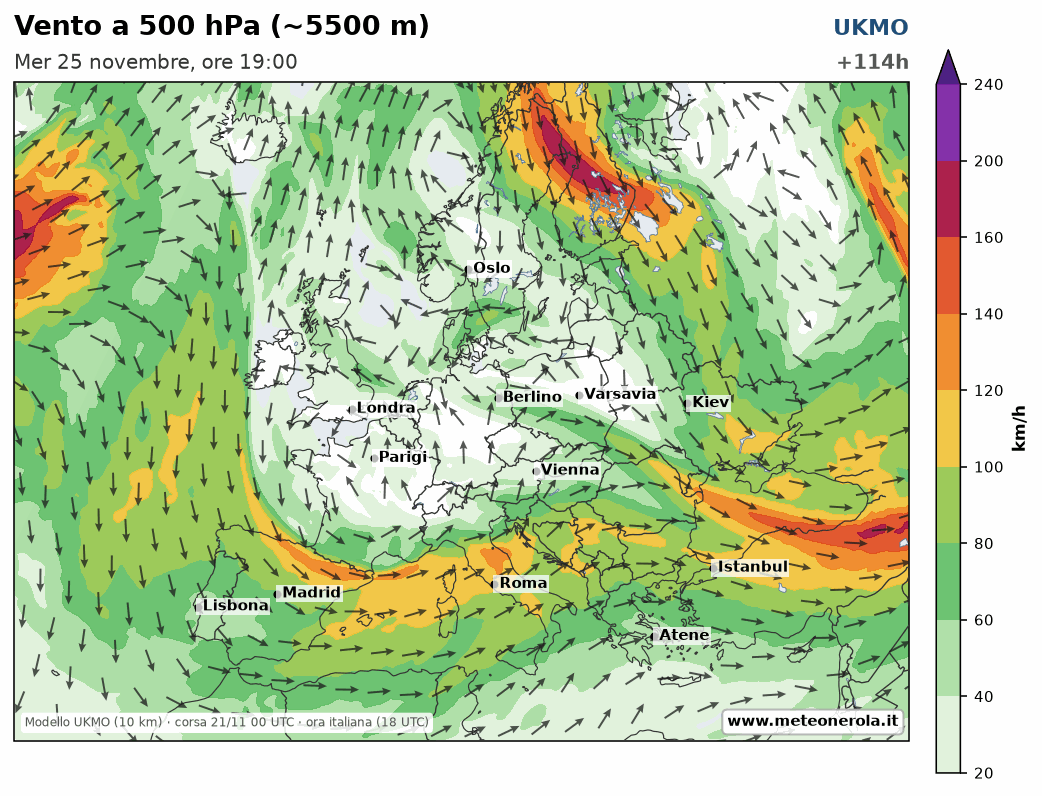 Vento a 500 hPa (~5500 m)
UKMO
Mer 25 novembre, ore 19:00
+114h
240
200
160
140
120
100
80
60
40
20
km/h
Oslo
Londra
Berlino
Varsavia
Kiev
Parigi
Vienna
Madrid
Lisbona
Roma
Istanbul
Atene
Modello UKMO (10 km) · corsa 21/11 00 UTC · ora italiana (18 UTC)
www.meteonerola.it